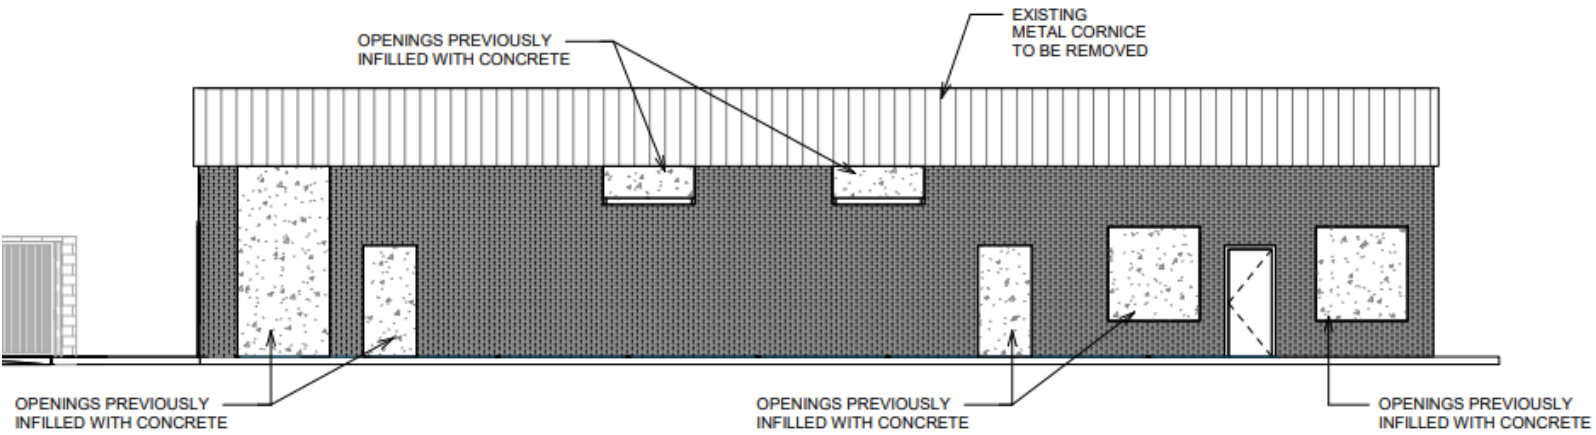 EXISTING
METAL CORNICE
TO BE REMOVED
OPENINGS PREVIOUSLY
INFILLED WITH CONCRETE
OPENINGS PREVIOUSLY
INFILLED WITH CONCRETE
OPENINGS PREVIOUSLY
INFILLED WITH CONCRETE
OPENINGS PREVIOUSLY
INFILLED WITH CONCRETE